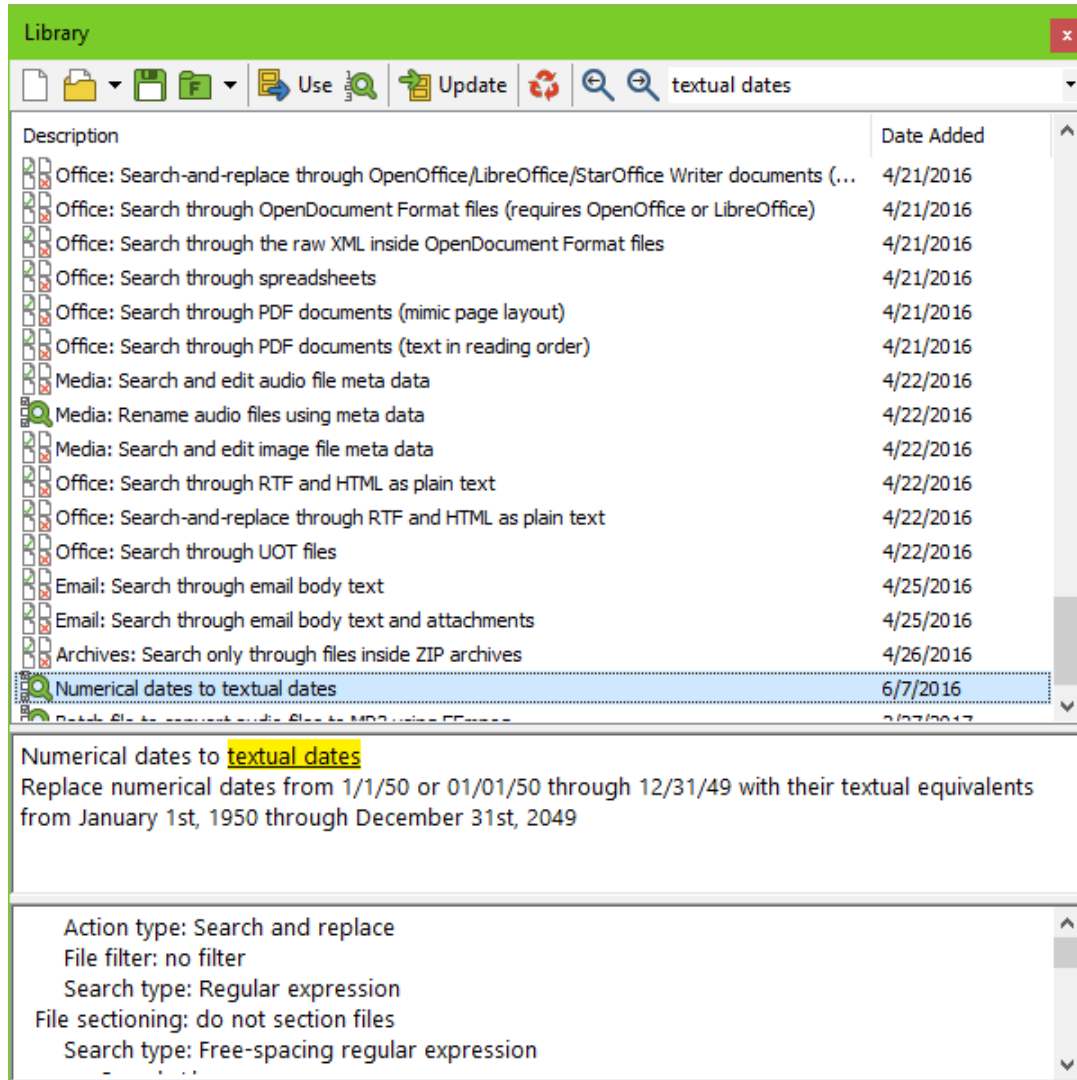 Library
x
F Use Update textual dates
Description Date Added
Office: Search-and-replace through OpenOffice/LibreOffice/StarOffice Writer documents (... 4/21/2016
Office: Search through OpenDocument Format files (requires OpenOffice or LibreOffice) 4/21/2016
Office: Search through the raw XML inside OpenDocument Format files 4/21/2016
Office: Search through spreadsheets 4/21/2016
Office: Search through PDF documents (mimic page layout) 4/21/2016
Office: Search through PDF documents (text in reading order) 4/21/2016
Media: Search and edit audio file meta data 4/22/2016
Media: Rename audio files using meta data 4/22/2016
Media: Search and edit image file meta data 4/22/2016
Office: Search through RTF and HTML as plain text 4/22/2016
Office: Search-and-replace through RTF and HTML as plain text 4/22/2016
Office: Search through UOT files 4/22/2016
Email: Search through email body text 4/25/2016
Email: Search through email body text and attachments 4/25/2016
Archives: Search only through files inside ZIP archives 4/26/2016
Numerical dates to textual dates 6/7/2016
Batch file to convert audio files to MP3 using FFmpeg
Numerical dates to textual dates
Replace numerical dates from 1/1/50 or 01/01/50 through 12/31/49 with their textual equivalents
from January 1st, 1950 through December 31st, 2049
Action type: Search and replace
File filter: no filter
Search type: Regular expression
File sectioning: do not section files
Search type: Free-spacing regular expression